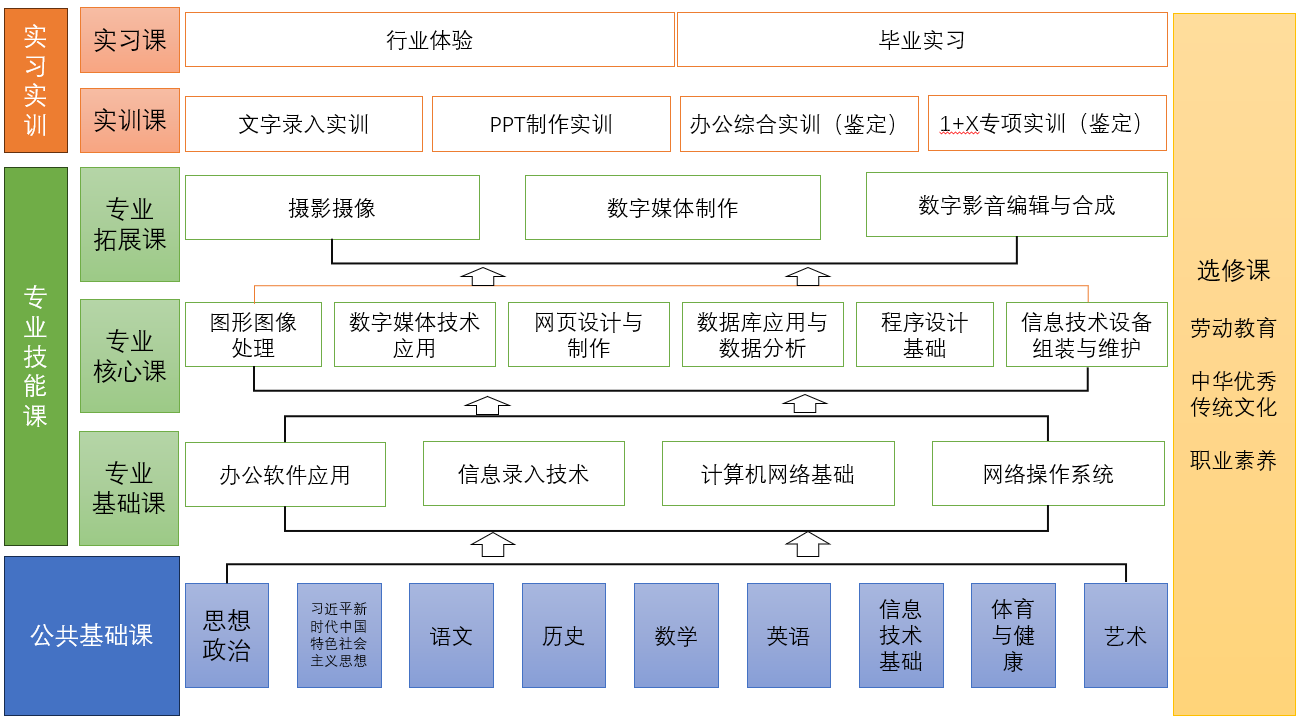 实
习
实
训
实习课
行业体验
毕业实习
实训课
文字录入实训
PPT制作实训
办公综合实训（鉴定）
1+X专项实训（鉴定）
专
业
技
能
课
专业
拓展课
摄影摄像
数字媒体制作
数字影音编辑与合成
专业
核心课
图形图像
处理
数字媒体技术
应用
网页设计与
制作
数据库应用与
数据分析
程序设计
基础
信息技术设备
组装与维护
专业
基础课
办公软件应用
信息录入技术
计算机网络基础
网络操作系统
公共基础课
思想
政治
习近平新
时代中国
特色社会
主义思想
语文
历史
数学
英语
信息
技术
基础
体育
与健
康
艺术
选修课
劳动教育
中华优秀
传统文化
职业素养